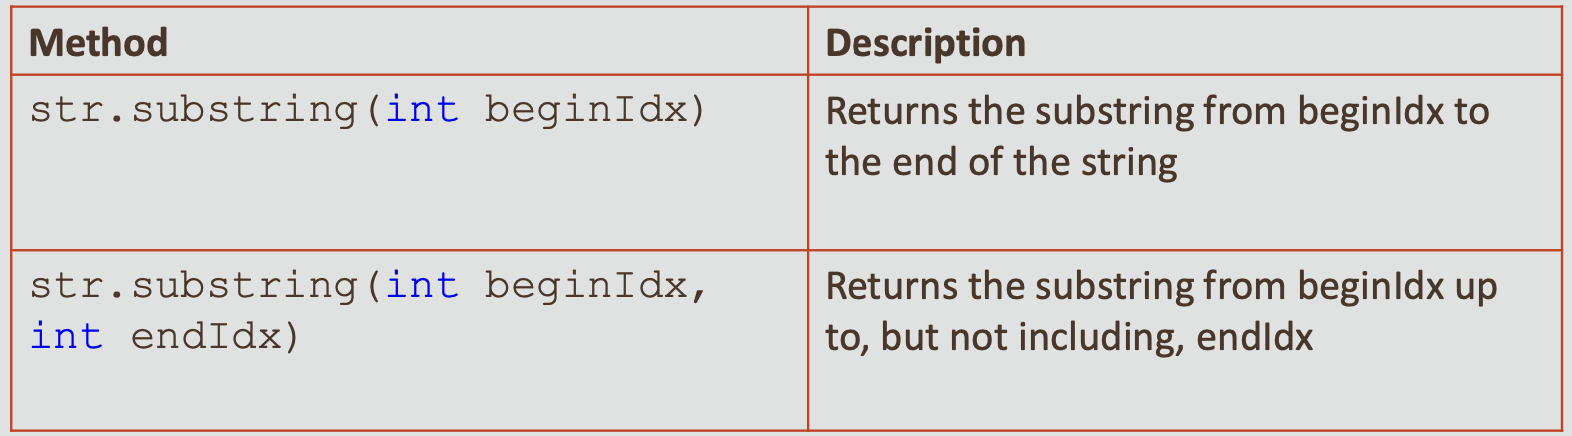 Method
Description
str.substring(int beginIdx)
Returns the substring from beginIdx to
the end of the string
str.substring(int beginIdx,
int endIdx)
Returns the substring from beginIdx up
to, but not including, endIdx